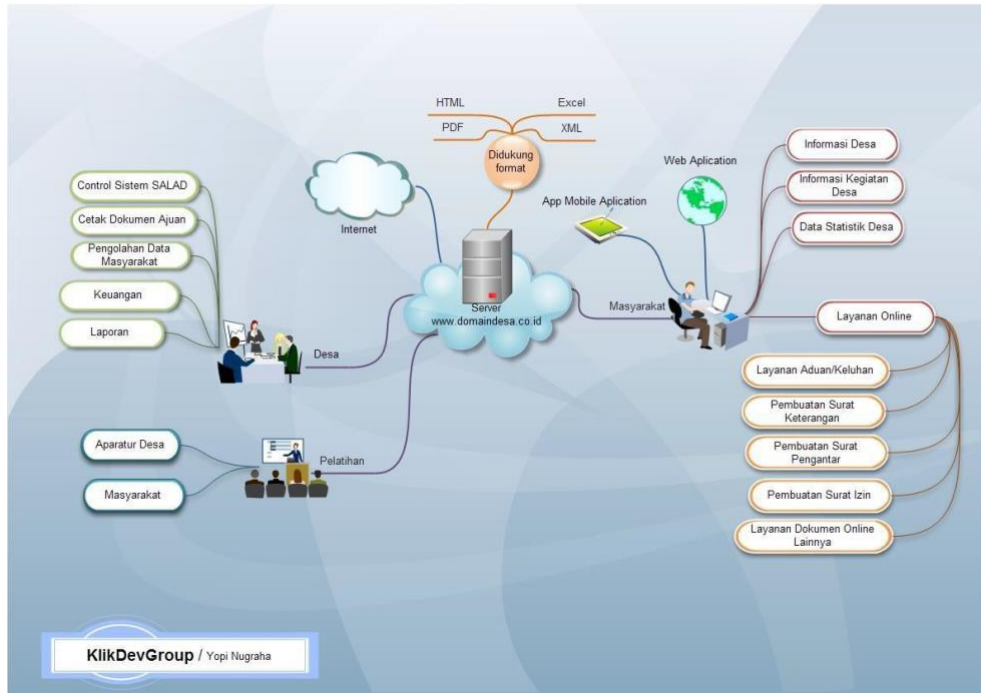 HTML
Excel
PDF
XML
Didukung
format
Web Aplication
App Mobile Aplication
Internet
Server
www.domaindesa.co.id
Control Sistem SALAD
Cetak Dokumen Ajuan
Pengolahan Data
Masyarakat
Keuangan
Laporan
Desa
Aparatur Desa
Masyarakat
Pelatihan
Masyarakat
Informasi Desa
Informasi Kegiatan
Desa
Data Statistik Desa
Layanan Online
Layanan Aduan/Keluhan
Pembuatan Surat
Keterangan
Pembuatan Surat
Pengantar
Pembuatan Surat Izin
Layanan Dokumen Online
Lainnya
KlikDevGroup / Yopi Nugraha